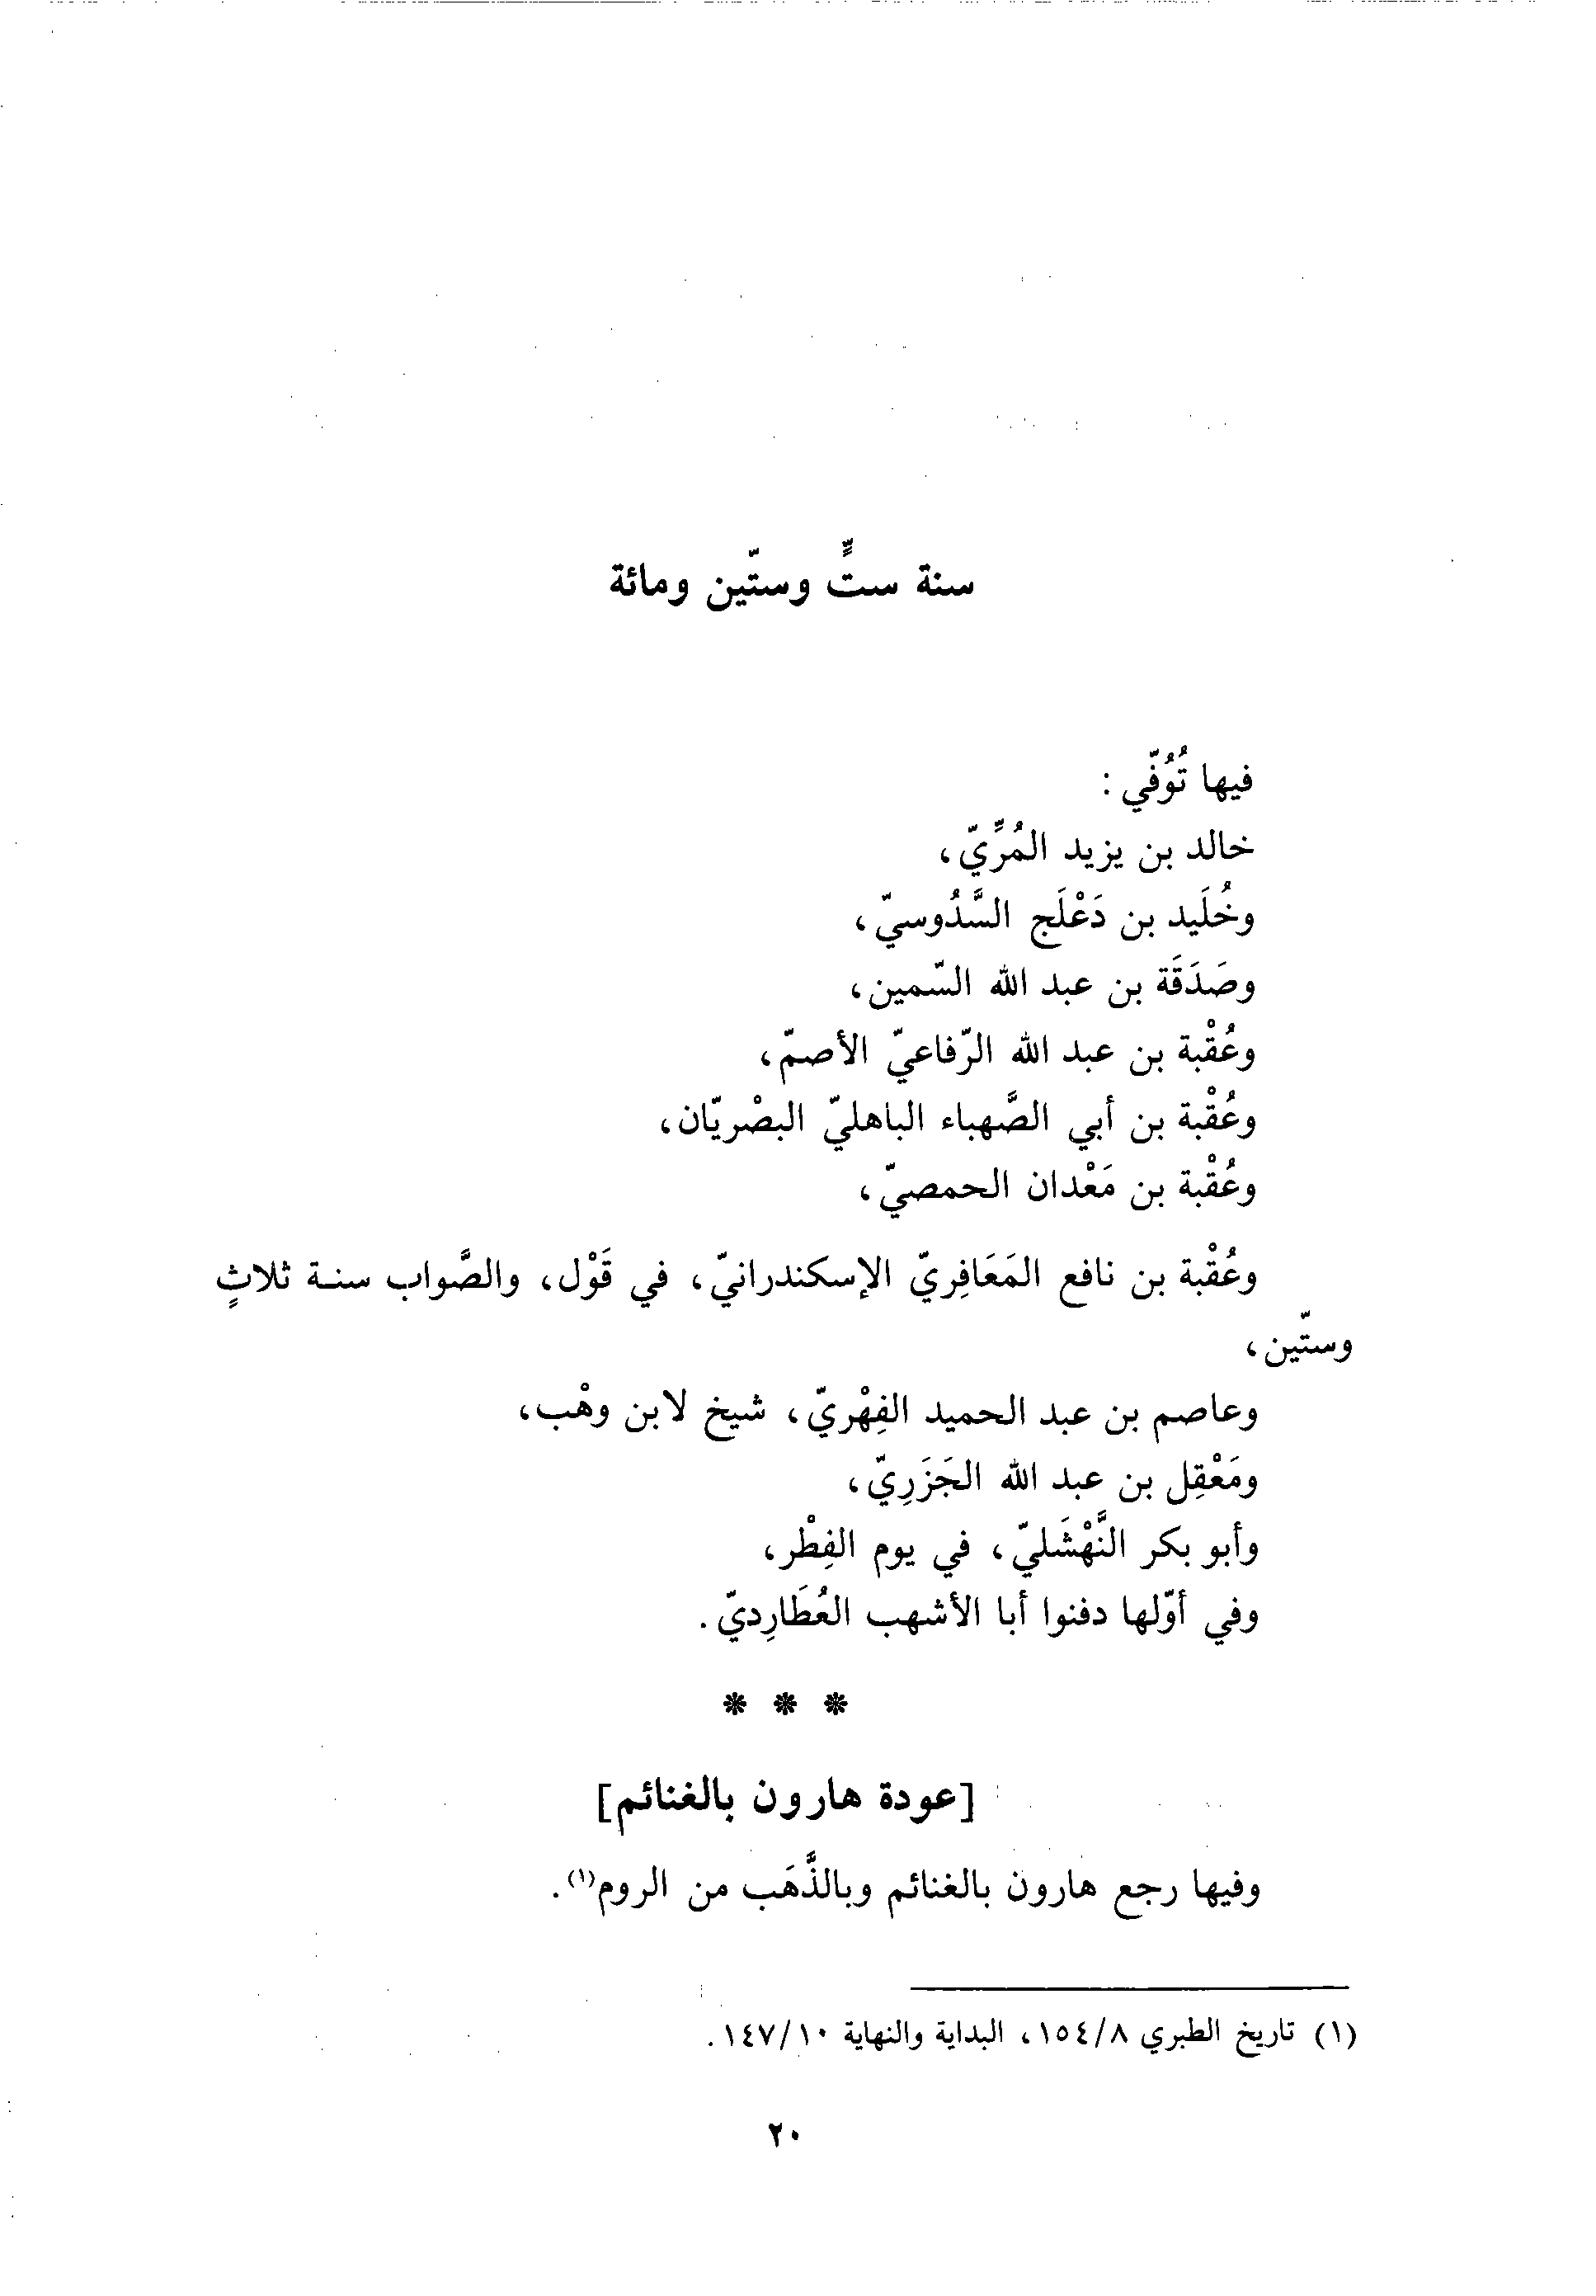 سنة ستٍّ وستّين ومائة
فيها تُوُفّي :
خالد بن يزيد المُرِّيّ،
وخُلَيد بن دَعْلَج السَّدُوسيّ،
وصَدَقَة بن عبد الله السّمين،
وعُقْبة بن عبد الله الرّفاعيّ الأصمّ،
وعُقْبة بن أبي الصَّهباء الباهليّ البصْريّان،
وعُقْبة بن مَعْدان الحمصيّ،
وعُقْبة بن نافع المَعَافِريّ الإسكندرانيّ، في قَوْل، والصَّواب سنة ثلاثٍ
وستّين،
وعاصم بن عبد الحميد الفِهْريّ، شيخ لابن وهْب،
ومَعْقِل بن عبد الله الجَزَرِيّ،
وأبو بكر النَّهْشَليّ، في يوم الفِطْر،
وفي أوّلها دفنوا أبا الأشهب العُطَارِديّ.
* * *
[عودة هارون بالغنائم]
وفيها رجع هارون بالغنائم وبالذَّهَب من الروم(١).
(١) تاريخ الطبري ١٥٤/٨، البداية والنهاية ١٤٧/١٠.
٢٠